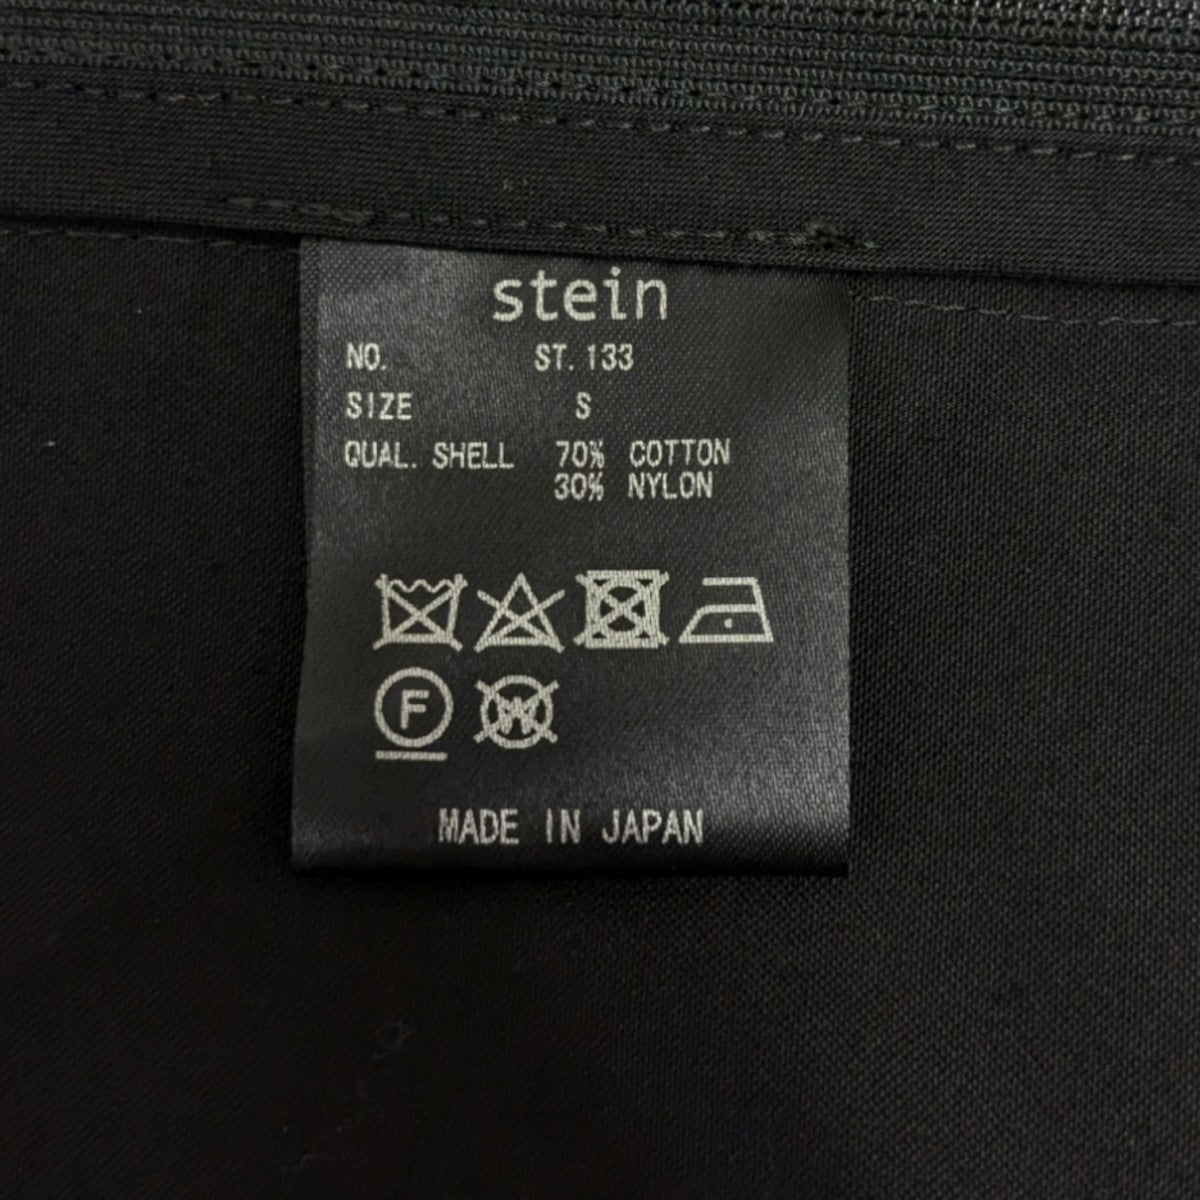 stein
NO. ST. 133
SIZE S
QUAL. SHELL 70% COTTON
30% NYLON
F W
MADE IN JAPAN